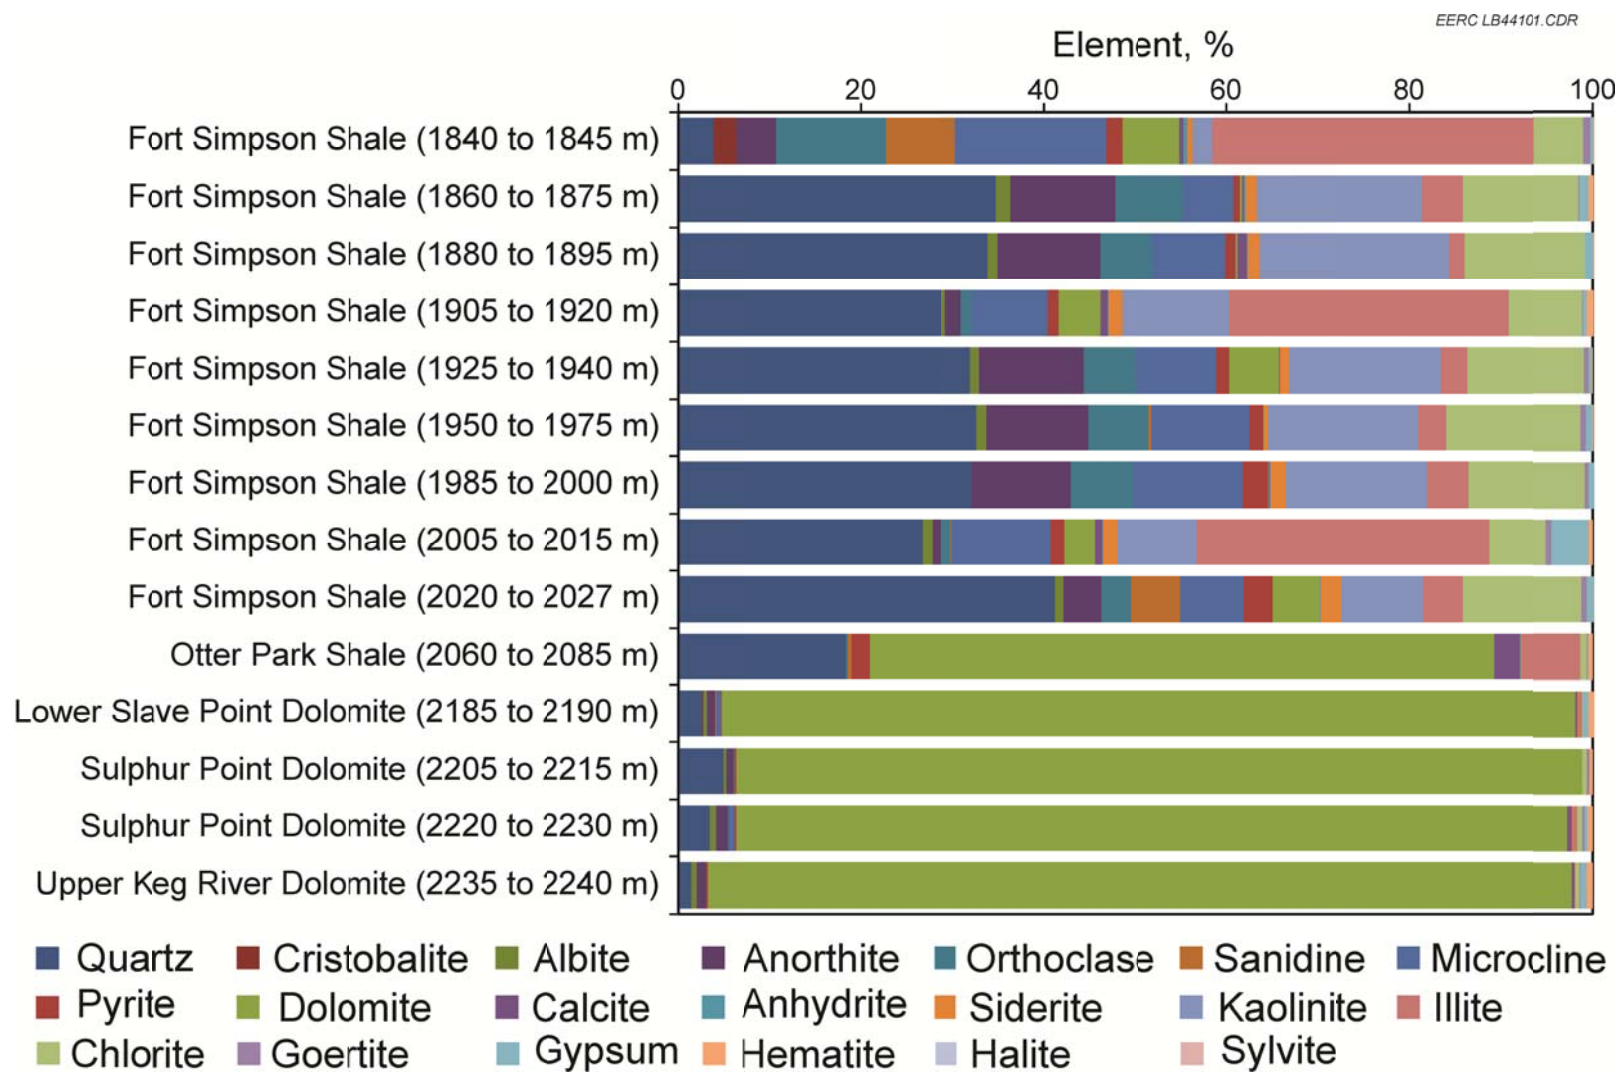 EERC LB44101.CDR
Element, %
0 20 40 60 80 100
Fort Simpson Shale (1840 to 1845 m)
Fort Simpson Shale (1860 to 1875 m)
Fort Simpson Shale (1880 to 1895 m)
Fort Simpson Shale (1905 to 1920 m)
Fort Simpson Shale (1925 to 1940 m)
Fort Simpson Shale (1950 to 1975 m)
Fort Simpson Shale (1985 to 2000 m)
Fort Simpson Shale (2005 to 2015 m)
Fort Simpson Shale (2020 to 2027 m)
Otter Park Shale (2060 to 2085 m)
Lower Slave Point Dolomite (2185 to 2190 m)
Sulphur Point Dolomite (2205 to 2215 m)
Sulphur Point Dolomite (2220 to 2230 m)
Upper Keg River Dolomite (2235 to 2240 m)
Quartz Cristobalite Albite Anorthite Orthoclase Sanidine Microcline
Pyrite Dolomite Calcite Anhydrite Siderite Kaolinite Illite
Chlorite Goertite Gypsum Hematite Halite Sylvite